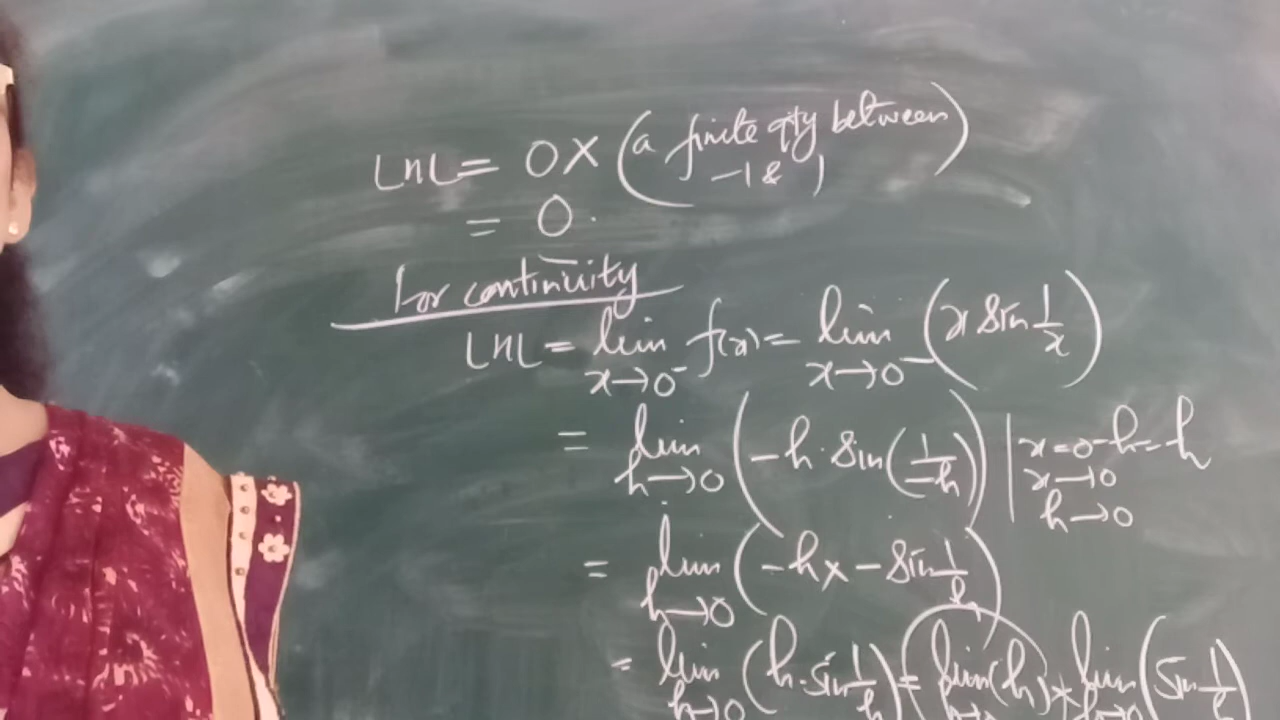 LHL = 0 × (a finite qty between
-1 & 1)
= 0.
For continuity
LHL = lim x→0⁻ f(x) = lim x→0⁻ (x sin 1/x)
= lim h→0 (-h · sin(1/-h)) | x = 0-h = -h
x→0
h→0
= lim h→0 (-h × -sin 1/h)
= lim h→0 (h · sin 1/h) = lim (h) × lim h→0 (sin 1/h)